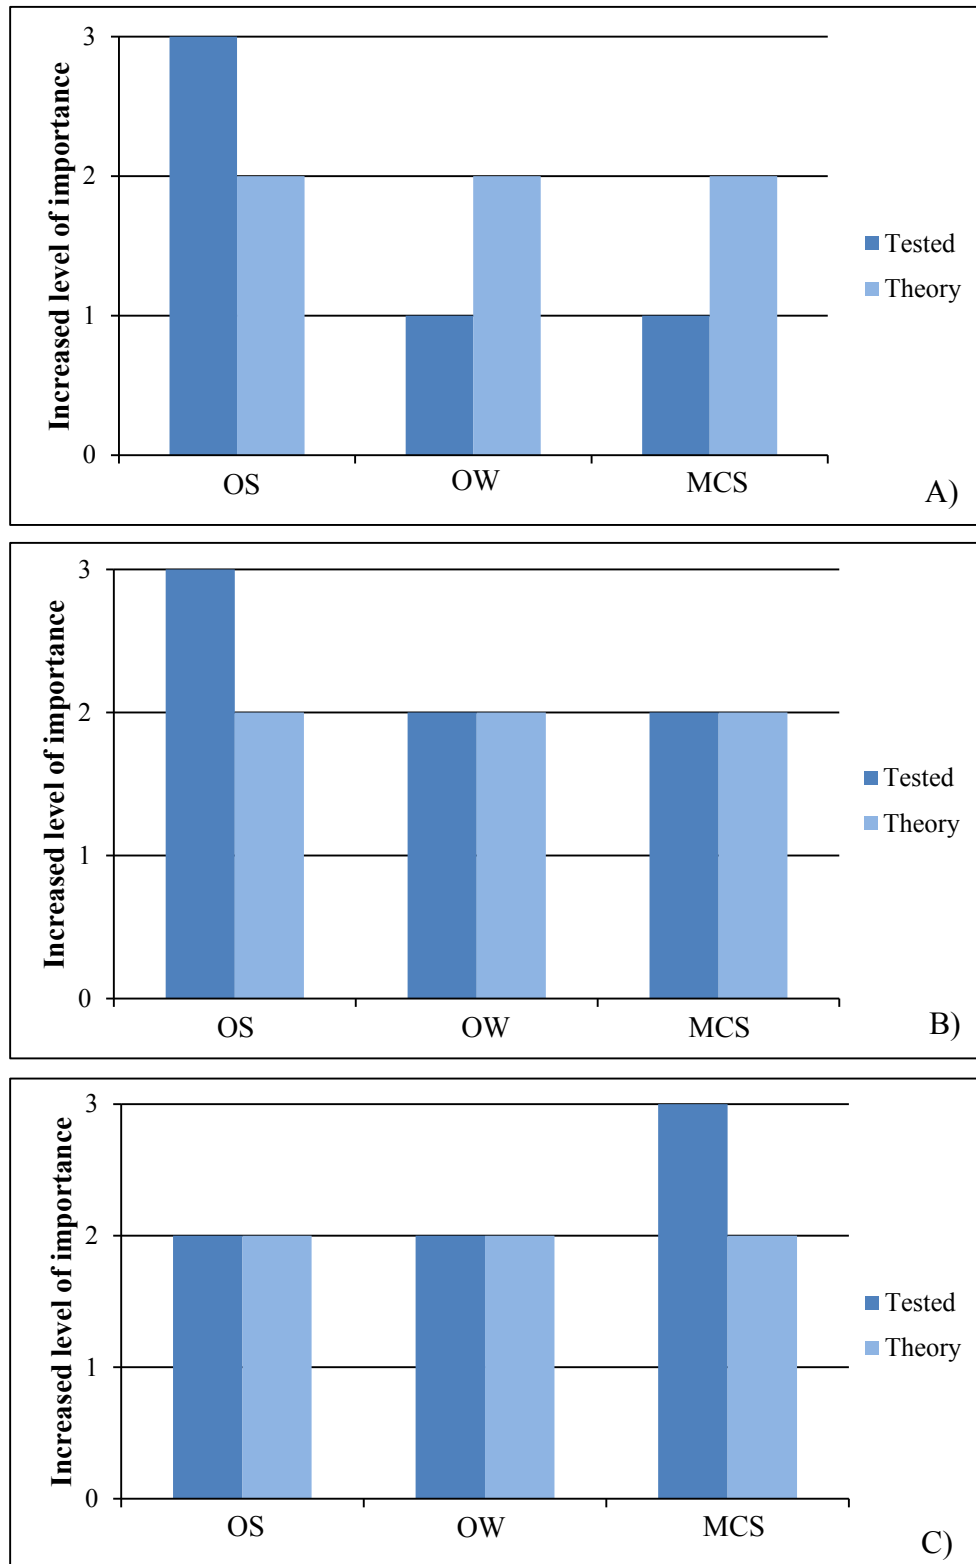 Increased level of importance
3
2
1
0
OS
OW
MCS
Tested
Theory
A)
Increased level of importance
3
2
1
0
OS
OW
MCS
Tested
Theory
B)
Increased level of importance
3
2
1
0
OS
OW
MCS
Tested
Theory
C)